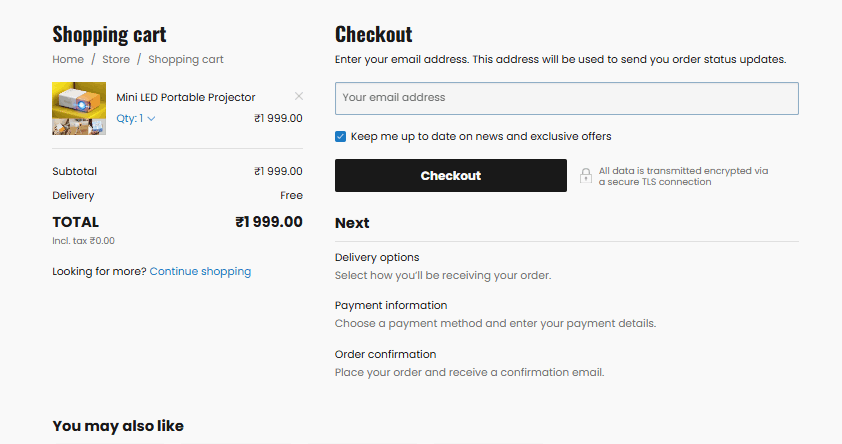 Shopping cart
Home / Store / Shopping cart
Mini LED Portable Projector
Qty: 1
₹1 999.00
Subtotal ₹1 999.00
Delivery Free
TOTAL ₹1 999.00
Incl. tax ₹0.00
Looking for more? Continue shopping
Checkout
Enter your email address. This address will be used to send you order status updates.
Your email address
Keep me up to date on news and exclusive offers
Checkout
All data is transmitted encrypted via
a secure TLS connection
Next
Delivery options
Select how you’ll be receiving your order.
Payment information
Choose a payment method and enter your payment details.
Order confirmation
Place your order and receive a confirmation email.
You may also like